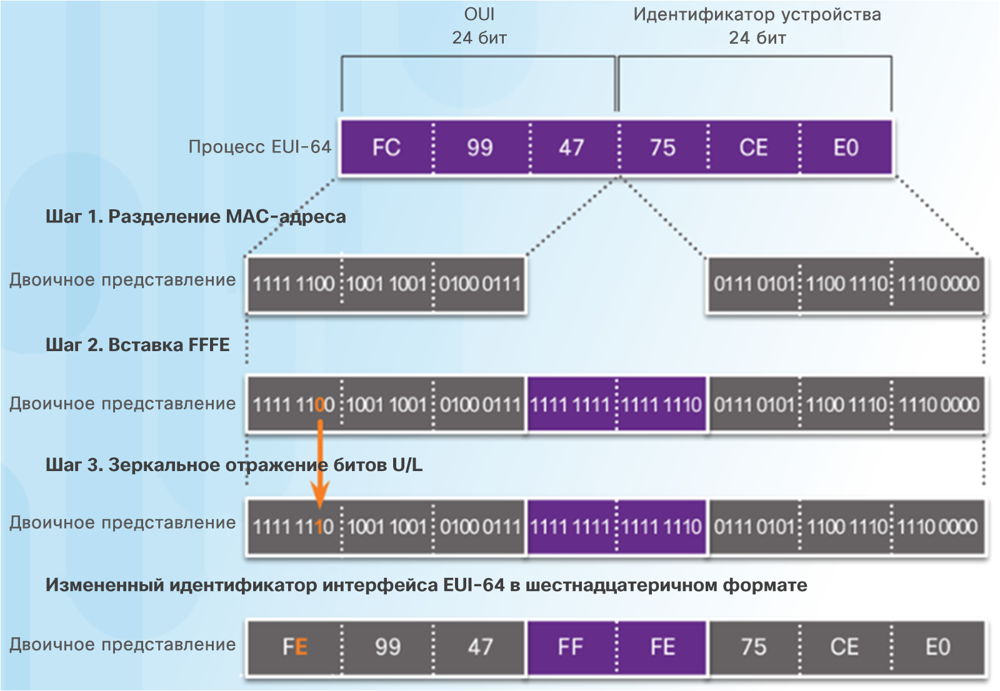 OUI
24 бит
Идентификатор устройства
24 бит
Процесс EUI-64 FC 99 47 75 CE E0
Шаг 1. Разделение MAC-адреса
Двоичное представление 1111 1100 1001 1001 0100 0111 0111 0101 1100 1110 1110 0000
Шаг 2. Вставка FFFE
Двоичное представление 1111 1100 1001 1001 0100 0111 1111 1111 1111 1110 0111 0101 1100 1110 1110 0000
Шаг 3. Зеркальное отражение битов U/L
Двоичное представление 1111 1110 1001 1001 0100 0111 1111 1111 1111 1110 0111 0101 1100 1110 1110 0000
Измененный идентификатор интерфейса EUI-64 в шестнадцатеричном формате
Двоичное представление FE 99 47 FF FE 75 CE E0